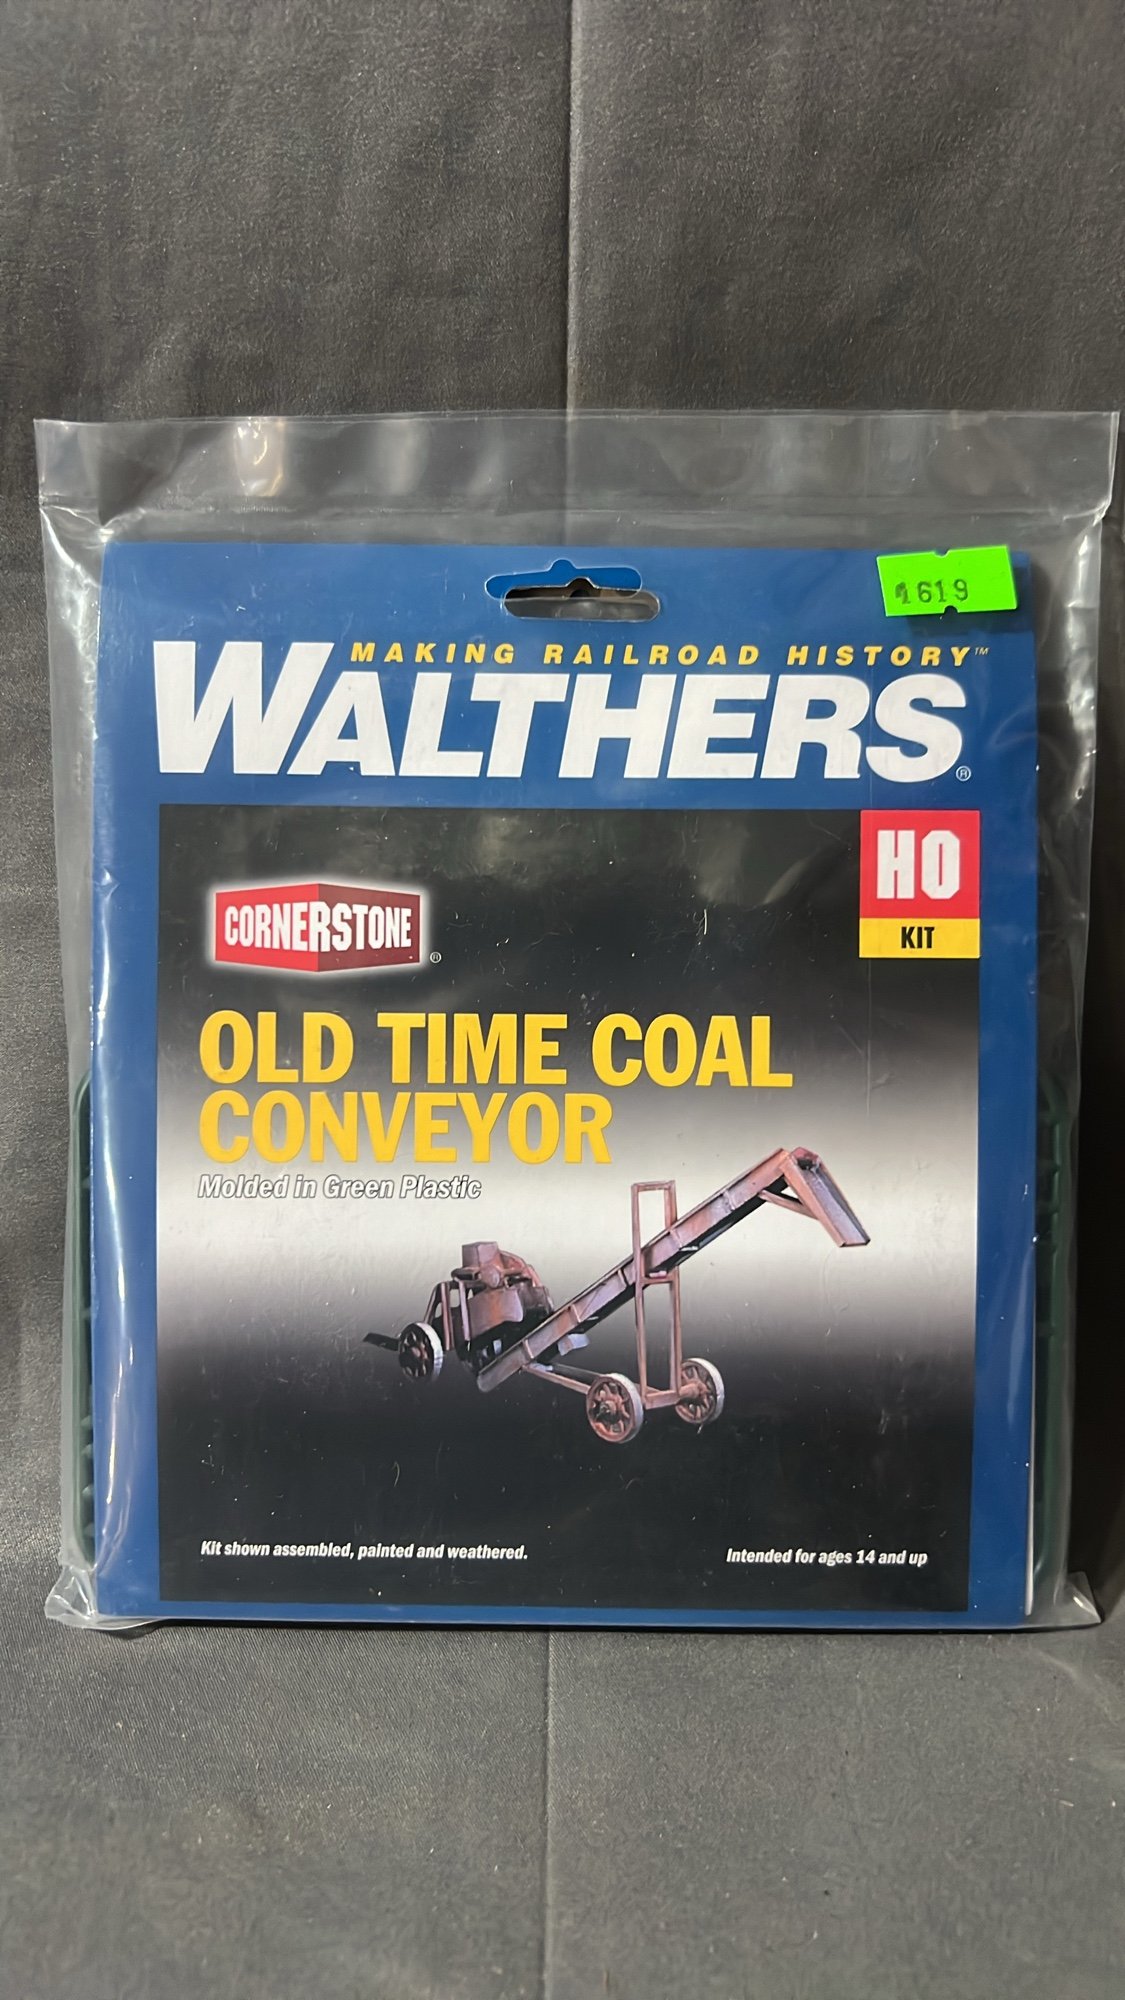 1619
MAKING RAILROAD HISTORY™
WALTHERS®
HO
KIT
CORNERSTONE®
OLD TIME COAL
CONVEYOR
Molded in Green Plastic
Kit shown assembled, painted and weathered.
Intended for ages 14 and up